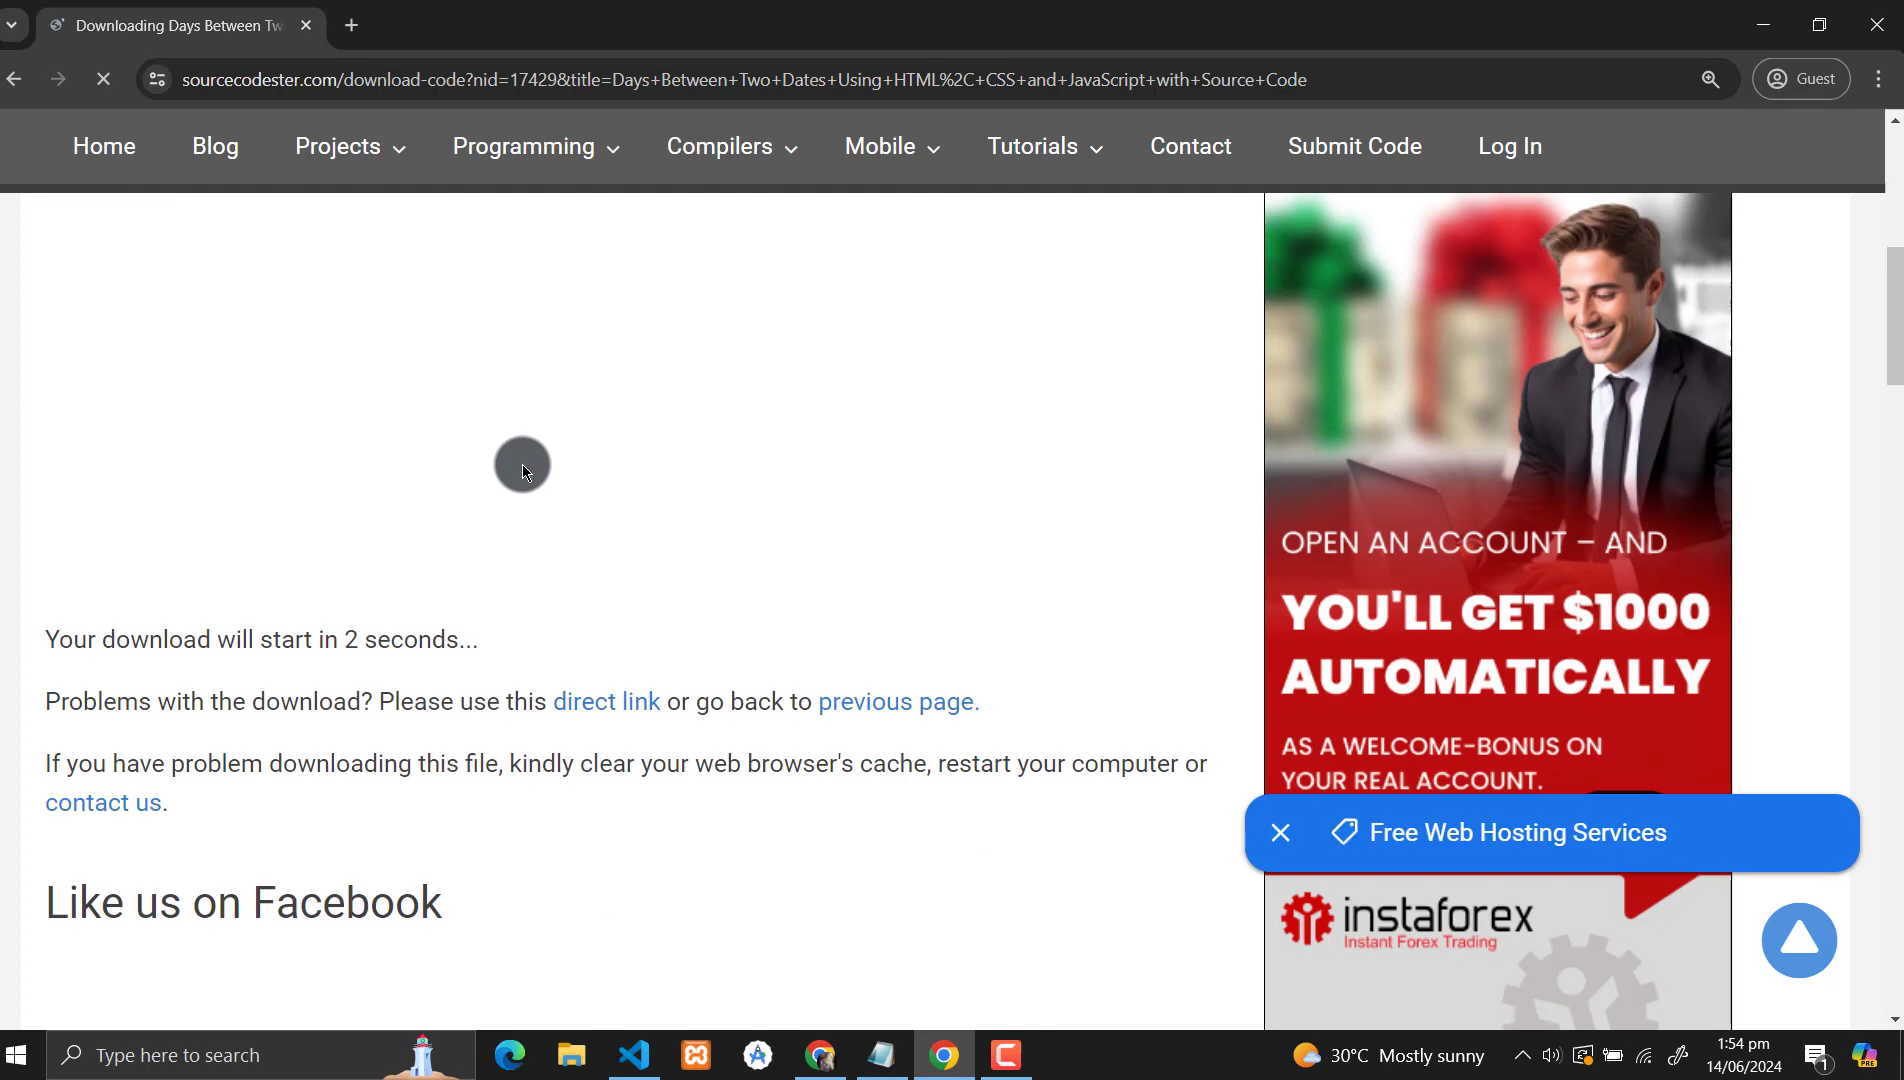 Downloading Days Between Tw
sourcecodester.com/download-code?nid=17429&title=Days+Between+Two+Dates+Using+HTML%2C+CSS+and+JavaScript+with+Source+Code
Guest
Home Blog Projects Programming Compilers Mobile Tutorials Contact Submit Code Log In
Your download will start in 2 seconds...
Problems with the download? Please use this direct link or go back to previous page.
If you have problem downloading this file, kindly clear your web browser's cache, restart your computer or
contact us.
Like us on Facebook
OPEN AN ACCOUNT – AND
YOU'LL GET $1000
AUTOMATICALLY
AS A WELCOME-BONUS ON
YOUR REAL ACCOUNT.
Free Web Hosting Services
instaforex
Instant Forex Trading
Type here to search
30°C Mostly sunny
1:54 pm
14/06/2024
1
PRE